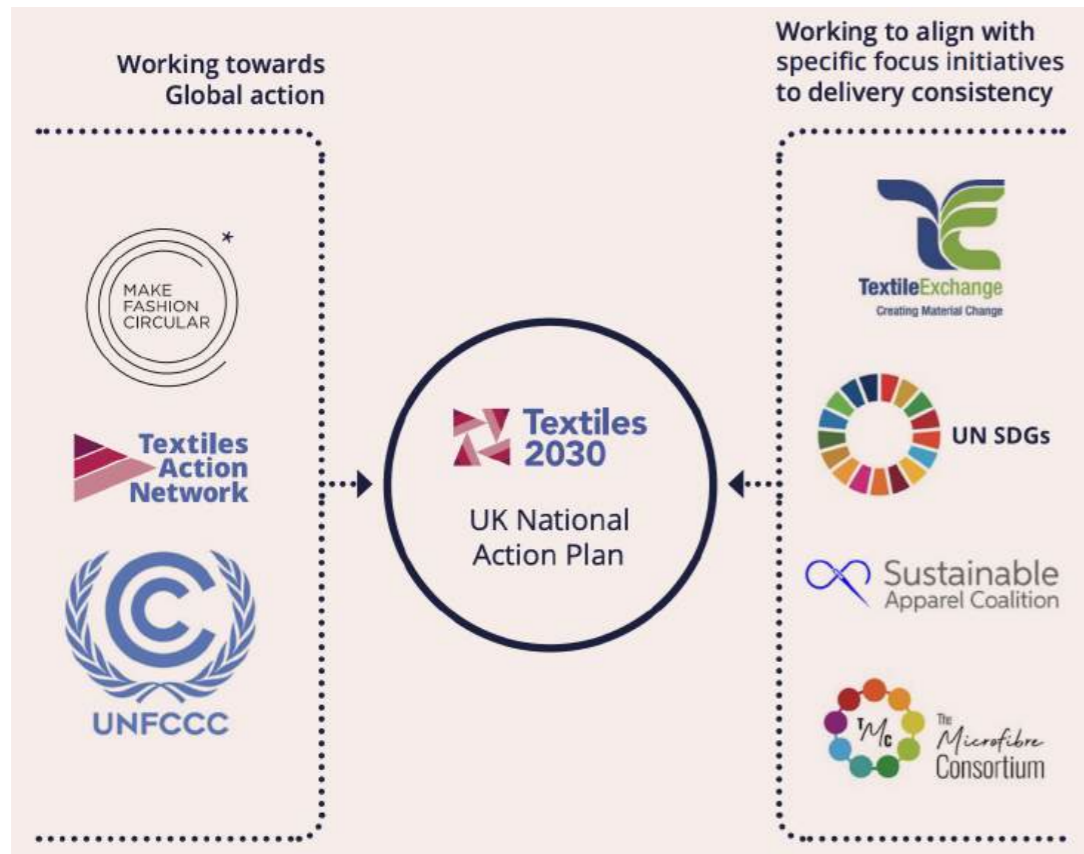 Working towards
Global action
MAKE
FASHION
CIRCULAR
*
Textiles
Action
Network
UNFCCC
Textiles
2030
UK National
Action Plan
Working to align with
specific focus initiatives
to delivery consistency
TextileExchange
Creating Material Change
UN SDGs
Sustainable
Apparel Coalition
TMC
The
Microfibre
Consortium